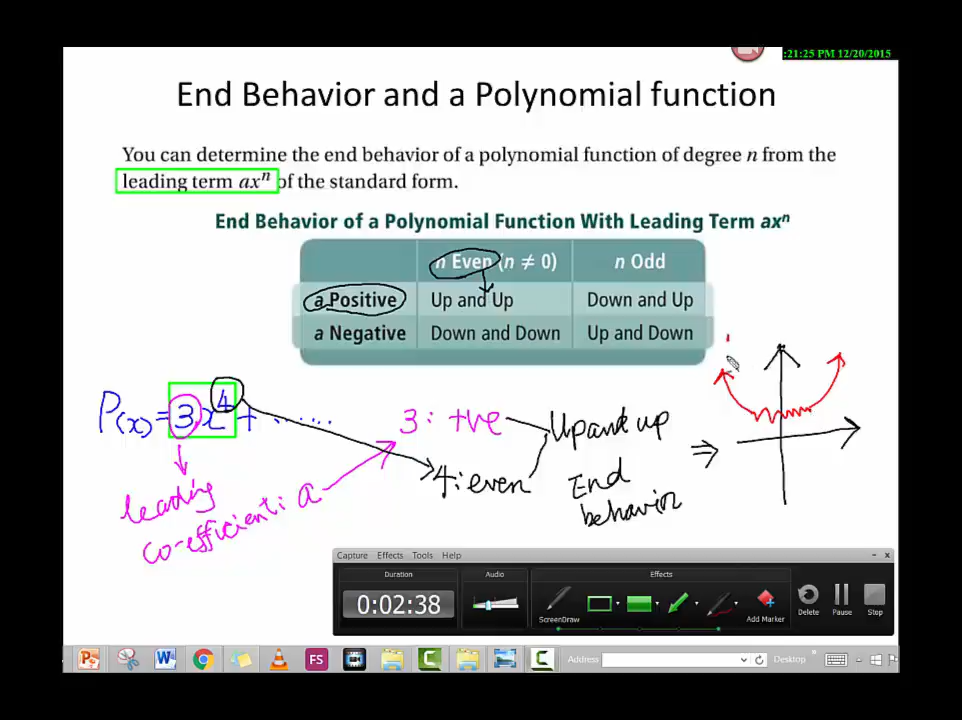 :21:25 PM 12/20/2015
End Behavior and a Polynomial function
You can determine the end behavior of a polynomial function of degree n from the
leading term axⁿ of the standard form.
End Behavior of a Polynomial Function With Leading Term axⁿ
n Even (n ≠ 0) n Odd
a Positive Up and Up Down and Up
a Negative Down and Down Up and Down
P(x) = 3x⁴ + ......
3 : +ve
Up and up
4 : even
End
behavior
⇒
leading
co-efficient: a
Capture Effects Tools Help
Duration Audio Effects
0:02:38
ScreenDraw Add Marker Delete Pause Stop
FS
Address Desktop